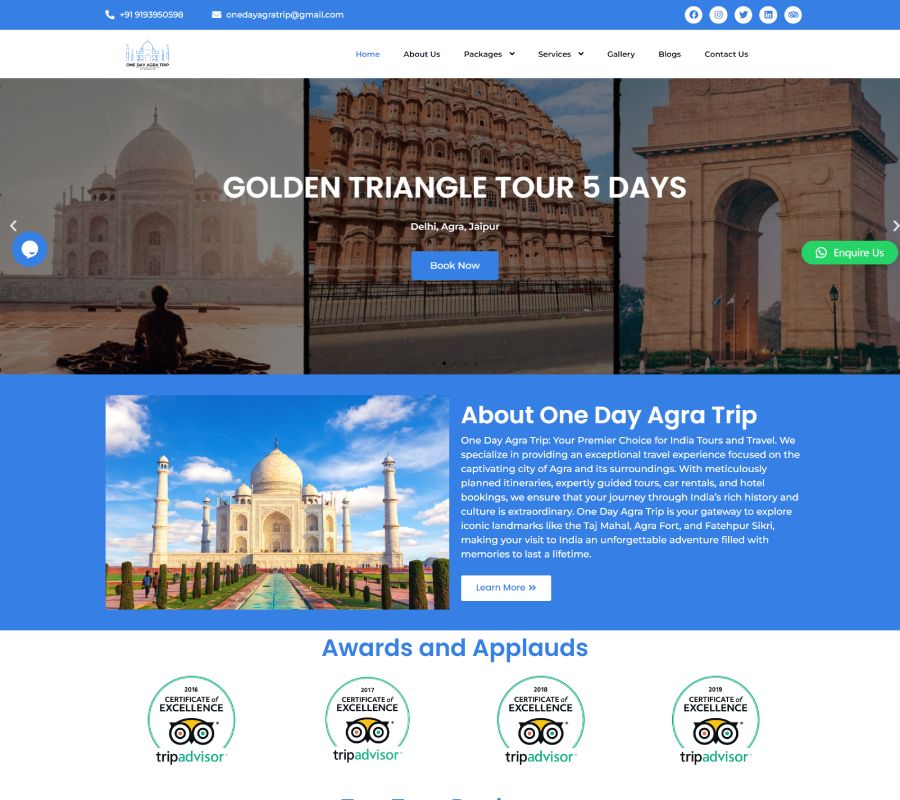 +91 9193950598
onedayagratrip@gmail.com
ONE DAY AGRA TRIP
Home
About Us
Packages
Services
Gallery
Blogs
Contact Us
GOLDEN TRIANGLE TOUR 5 DAYS
Delhi, Agra, Jaipur
Book Now
Enquire Us
About One Day Agra Trip
One Day Agra Trip: Your Premier Choice for India Tours and Travel. We
specialize in providing an exceptional travel experience focused on the
captivating city of Agra and its surroundings. With meticulously
planned itineraries, expertly guided tours, car rentals, and hotel
bookings, we ensure that your journey through India's rich history and
culture is extraordinary. One Day Agra Trip is your gateway to explore
iconic landmarks like the Taj Mahal, Agra Fort, and Fatehpur Sikri,
making your visit to India an unforgettable adventure filled with
memories to last a lifetime.
Learn More »
Awards and Applauds
2016
CERTIFICATE of
EXCELLENCE
tripadvisor
2017
CERTIFICATE of
EXCELLENCE
tripadvisor
2018
CERTIFICATE of
EXCELLENCE
tripadvisor
2019
CERTIFICATE of
EXCELLENCE
tripadvisor